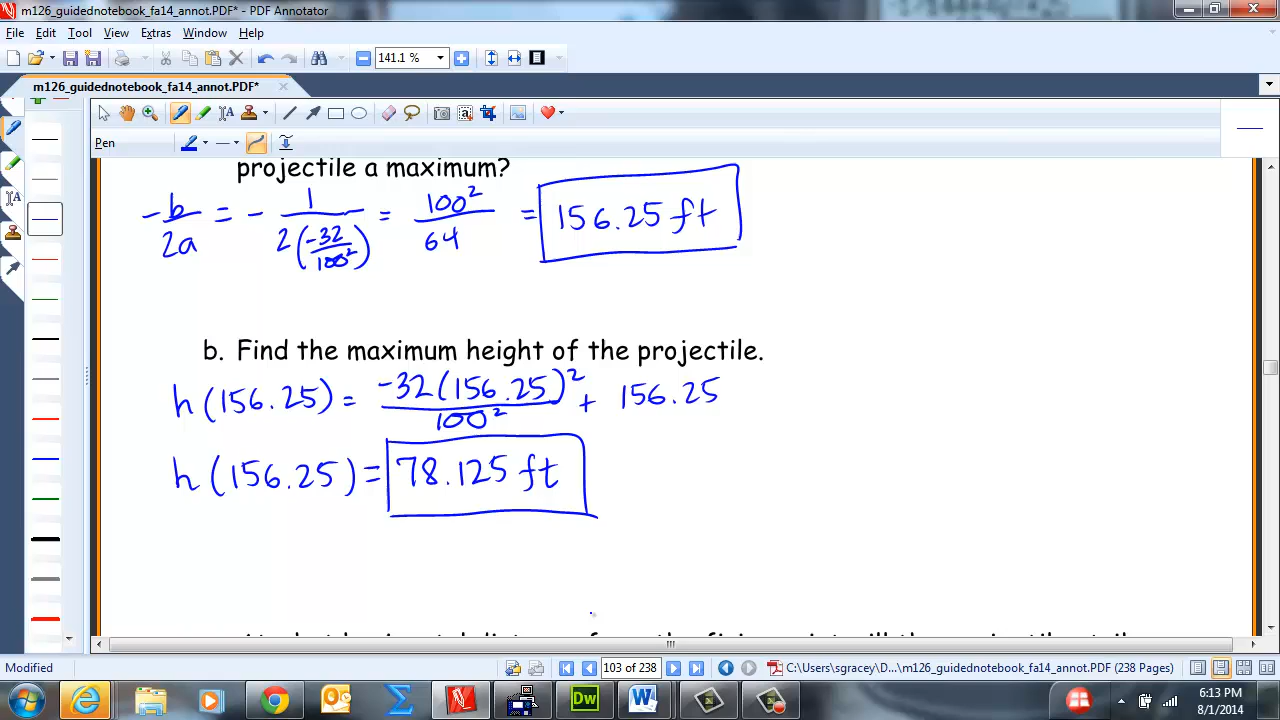 m126_guidednotebook_fa14_annot.PDF* - PDF Annotator
File Edit Tool View Extras Window Help
141.1 %
m126_guidednotebook_fa14_annot.PDF*
Pen
projectile a maximum?
-b/2a = -1/(2(-32/100²)) = 100²/64 = 156.25 ft
b. Find the maximum height of the projectile.
h(156.25) = -32(156.25)²/100² + 156.25
h(156.25) = 78.125 ft
Modified
103 of 238
C:\Users\sgracey\D...\m126_guidednotebook_fa14_annot.PDF (238 Pages)
Dw
6:13 PM
8/1/2014